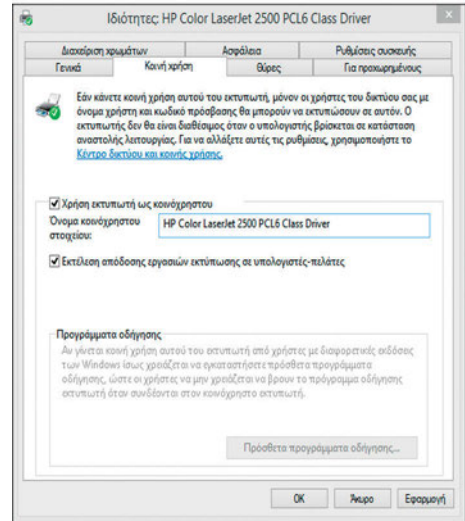 Ιδιότητες: HP Color LaserJet 2500 PCL6 Class Driver
Διαχείριση χρωμάτων Ασφάλεια Ρυθμίσεις συσκευής
Γενικά Κοινή χρήση Θύρες Για προχωρημένους
Εάν κάνετε κοινή χρήση αυτού του εκτυπωτή, μόνον οι χρήστες του δικτύου σας με
όνομα χρήστη και κωδικό πρόσβασης θα μπορούν να εκτυπώσουν σε αυτόν. Ο
εκτυπωτής δεν θα είναι διαθέσιμος όταν ο υπολογιστής βρίσκεται σε κατάσταση
αναστολής λειτουργίας. Για να αλλάξετε αυτές τις ρυθμίσεις, χρησιμοποιήστε το
Κέντρο δικτύου και κοινής χρήσης.
Χρήση εκτυπωτή ως κοινόχρηστου
Όνομα κοινόχρηστου
στοιχείου:
HP Color LaserJet 2500 PCL6 Class Driver
Εκτέλεση απόδοσης εργασιών εκτύπωσης σε υπολογιστές-πελάτες
Προγράμματα οδήγησης
Αν γίνεται κοινή χρήση αυτού του εκτυπωτή από χρήστες με διαφορετικές εκδόσεις
των Windows ίσως χρειάζεται να εγκαταστήσετε πρόσθετα προγράμματα
οδήγησης, ώστε οι χρήστες να μην χρειάζεται να βρουν το πρόγραμμα οδήγησης
εκτυπωτή όταν συνδέονται στον κοινόχρηστο εκτυπωτή.
Πρόσθετα προγράμματα οδήγησης...
OK Άκυρο Εφαρμογή